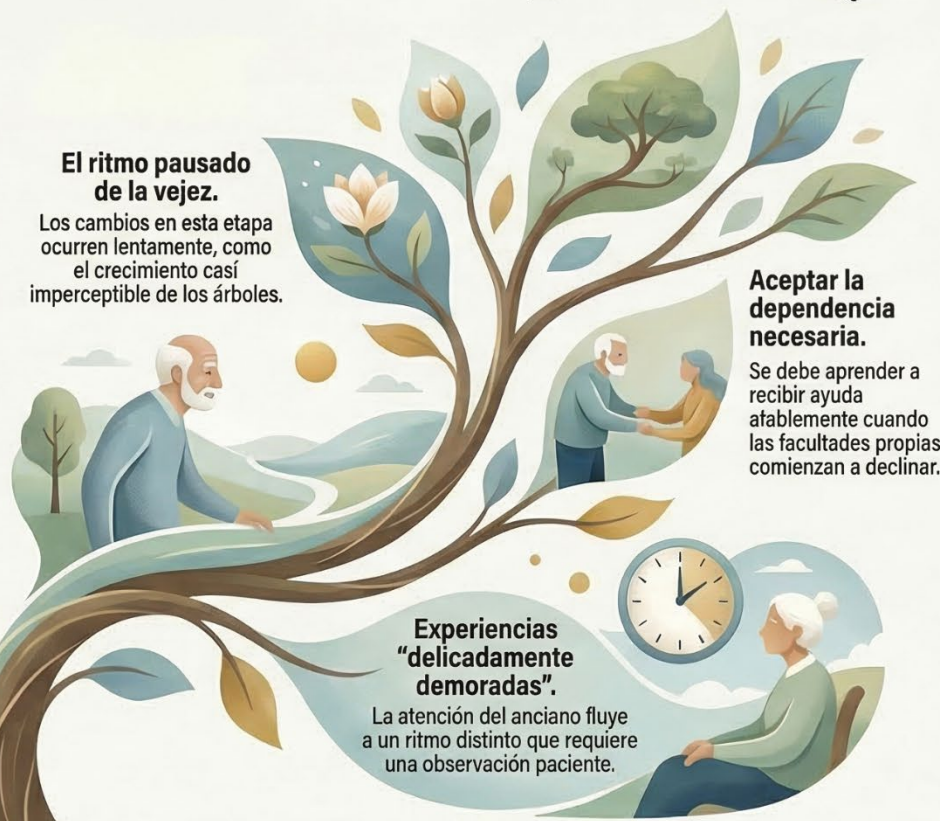 El ritmo pausado
de la vejez.
Los cambios en esta etapa
ocurren lentamente, como
el crecimiento casí
imperceptible de los árboles.
Aceptar la
dependencia
necesaria.
Se debe aprender a
recibir ayuda
afablemente cuando
las facultades propias
comienzan a declinar.
Experiencias
“delicadamente
demoradas”.
La atención del anciano fluye
a un ritmo distinto que requiere
una observación paciente.